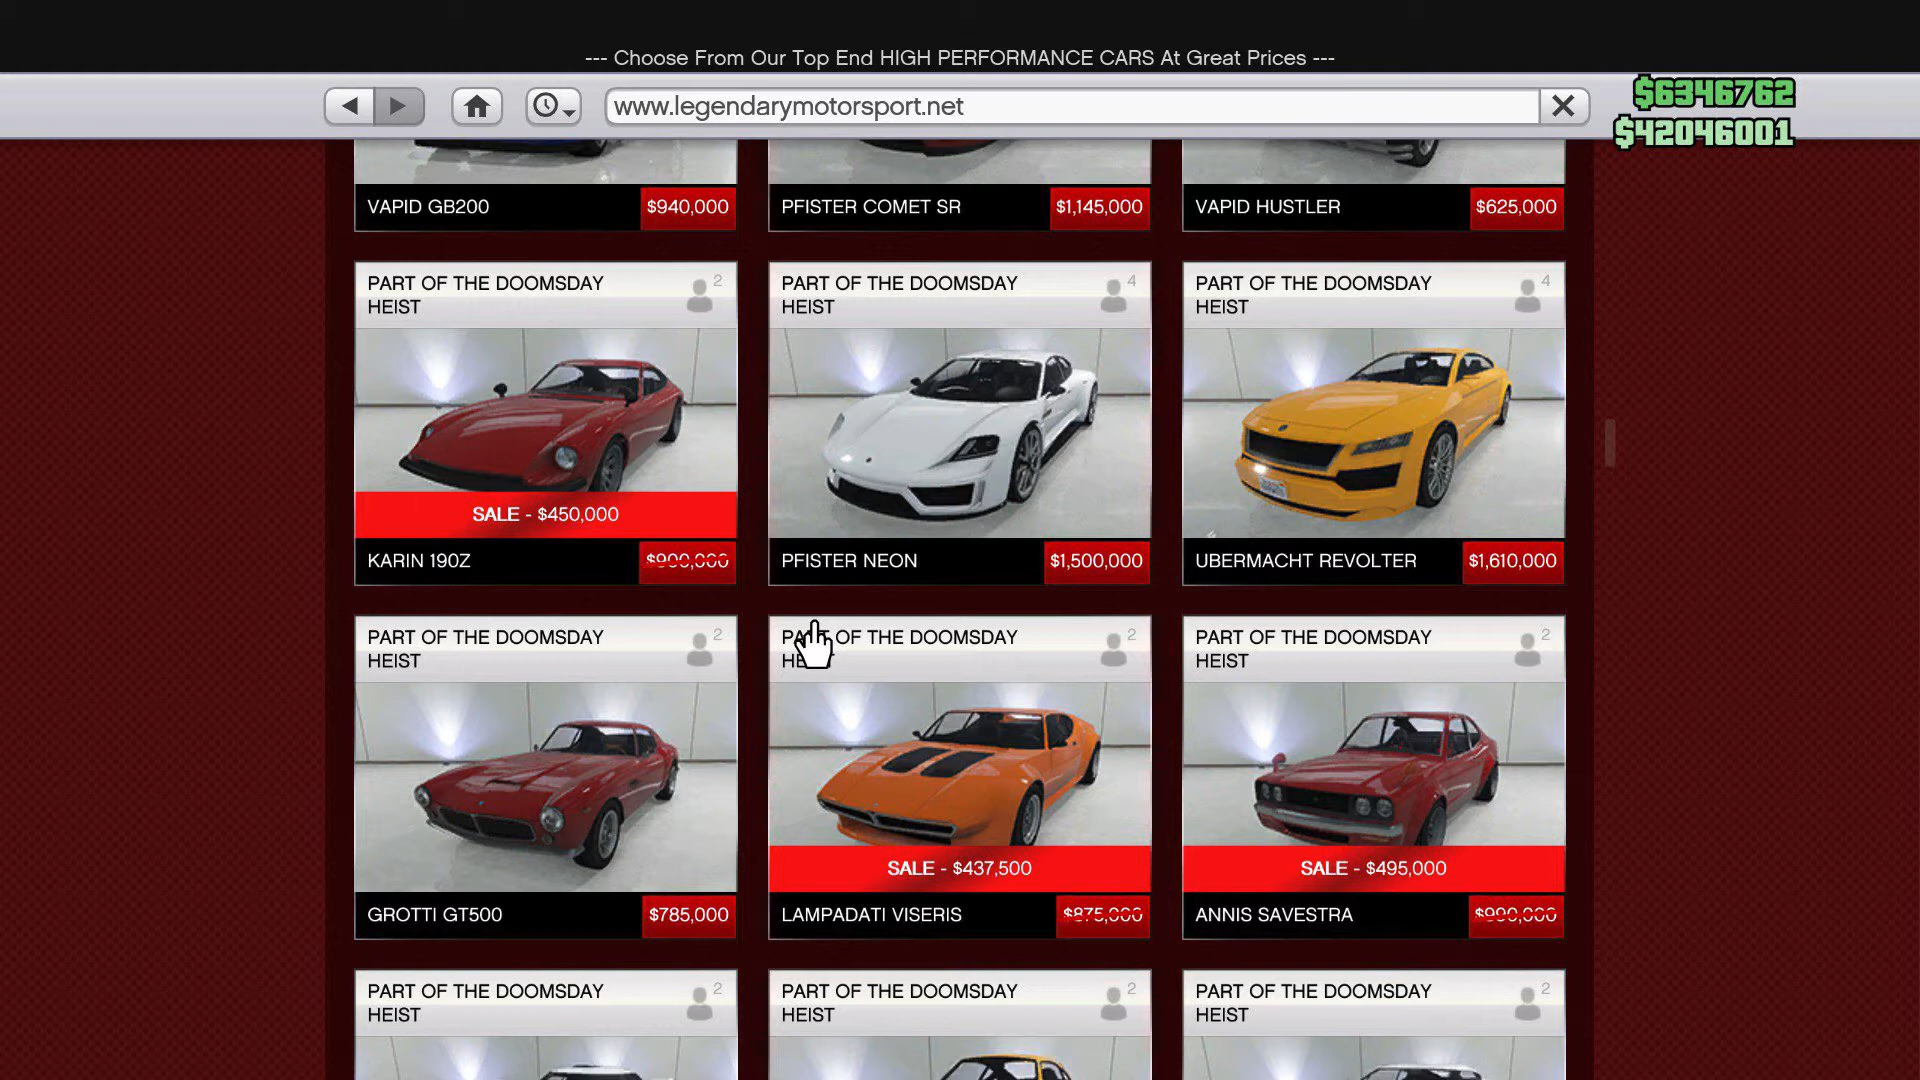 --- Choose From Our Top End HIGH PERFORMANCE CARS At Great Prices ---
www.legendarymotorsport.net
$6346762
$42046001
VAPID GB200 $940,000
PFISTER COMET SR $1,145,000
VAPID HUSTLER $625,000
PART OF THE DOOMSDAY
HEIST
2
SALE - $450,000
KARIN 190Z $900,000
PART OF THE DOOMSDAY
HEIST
4
PFISTER NEON $1,500,000
PART OF THE DOOMSDAY
HEIST
4
UBERMACHT REVOLTER $1,610,000
PART OF THE DOOMSDAY
HEIST
2
GROTTI GT500 $785,000
PART OF THE DOOMSDAY
HEIST
2
SALE - $437,500
LAMPADATI VISERIS $875,000
PART OF THE DOOMSDAY
HEIST
2
SALE - $495,000
ANNIS SAVESTRA $990,000
PART OF THE DOOMSDAY
HEIST
2
PART OF THE DOOMSDAY
HEIST
2
PART OF THE DOOMSDAY
HEIST
2